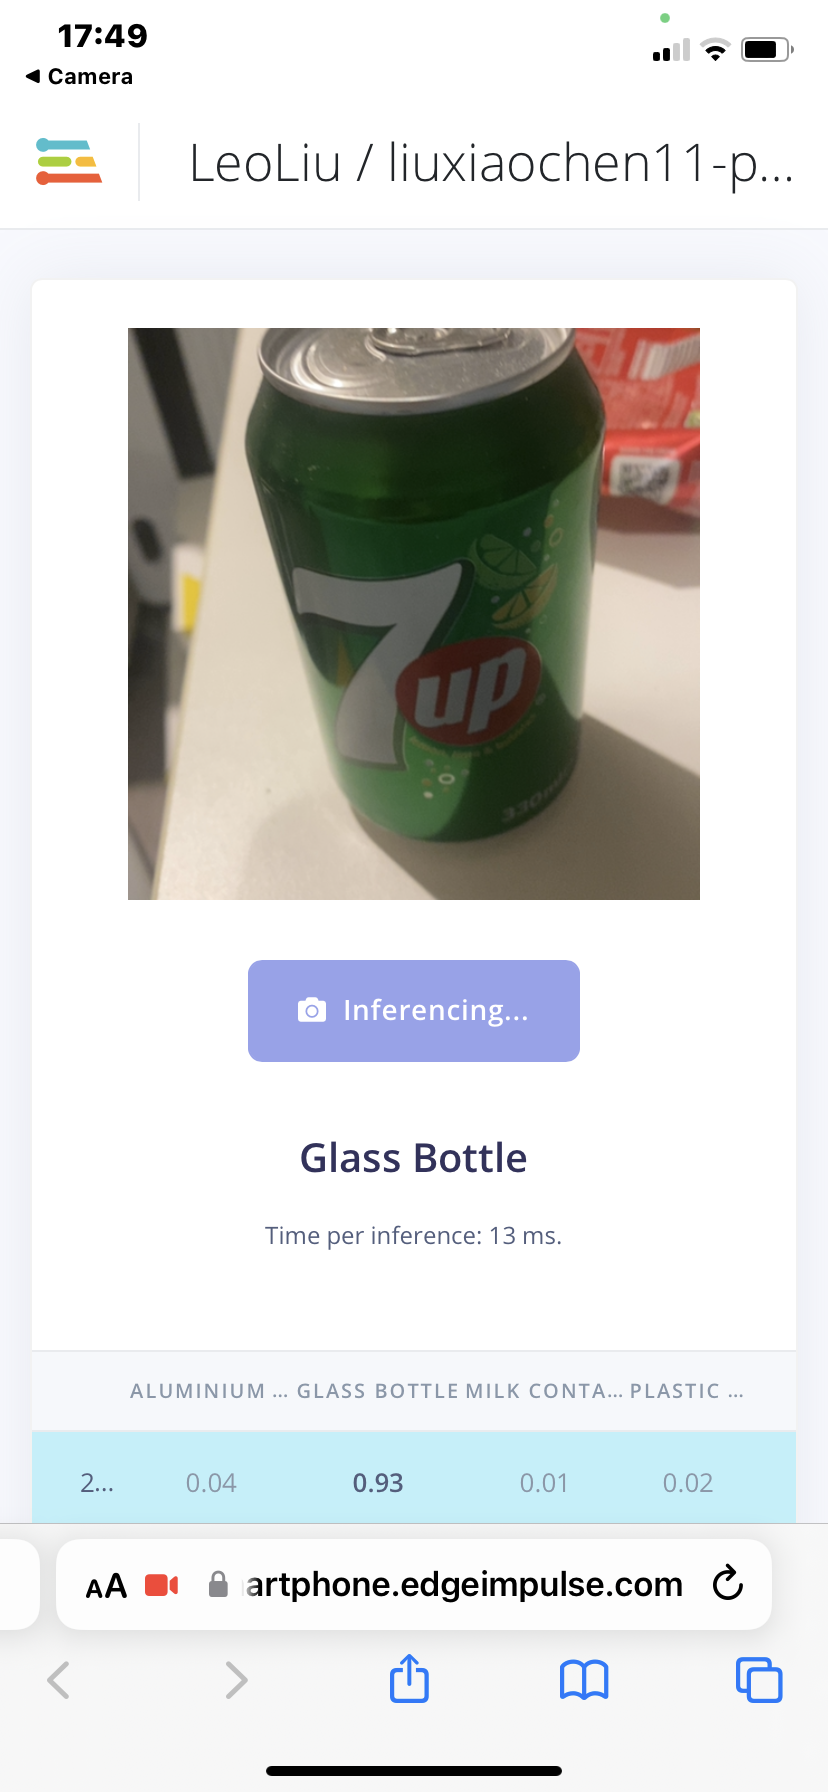 17:49
◀ Camera
LeoLiu / liuxiaochen11-p...
7up
330m
Inferencing...
Glass Bottle
Time per inference: 13 ms.
ALUMINIUM ... GLASS BOTTLE MILK CONTA... PLASTIC ...
2... 0.04 0.93 0.01 0.02
AA artphone.edgeimpulse.com